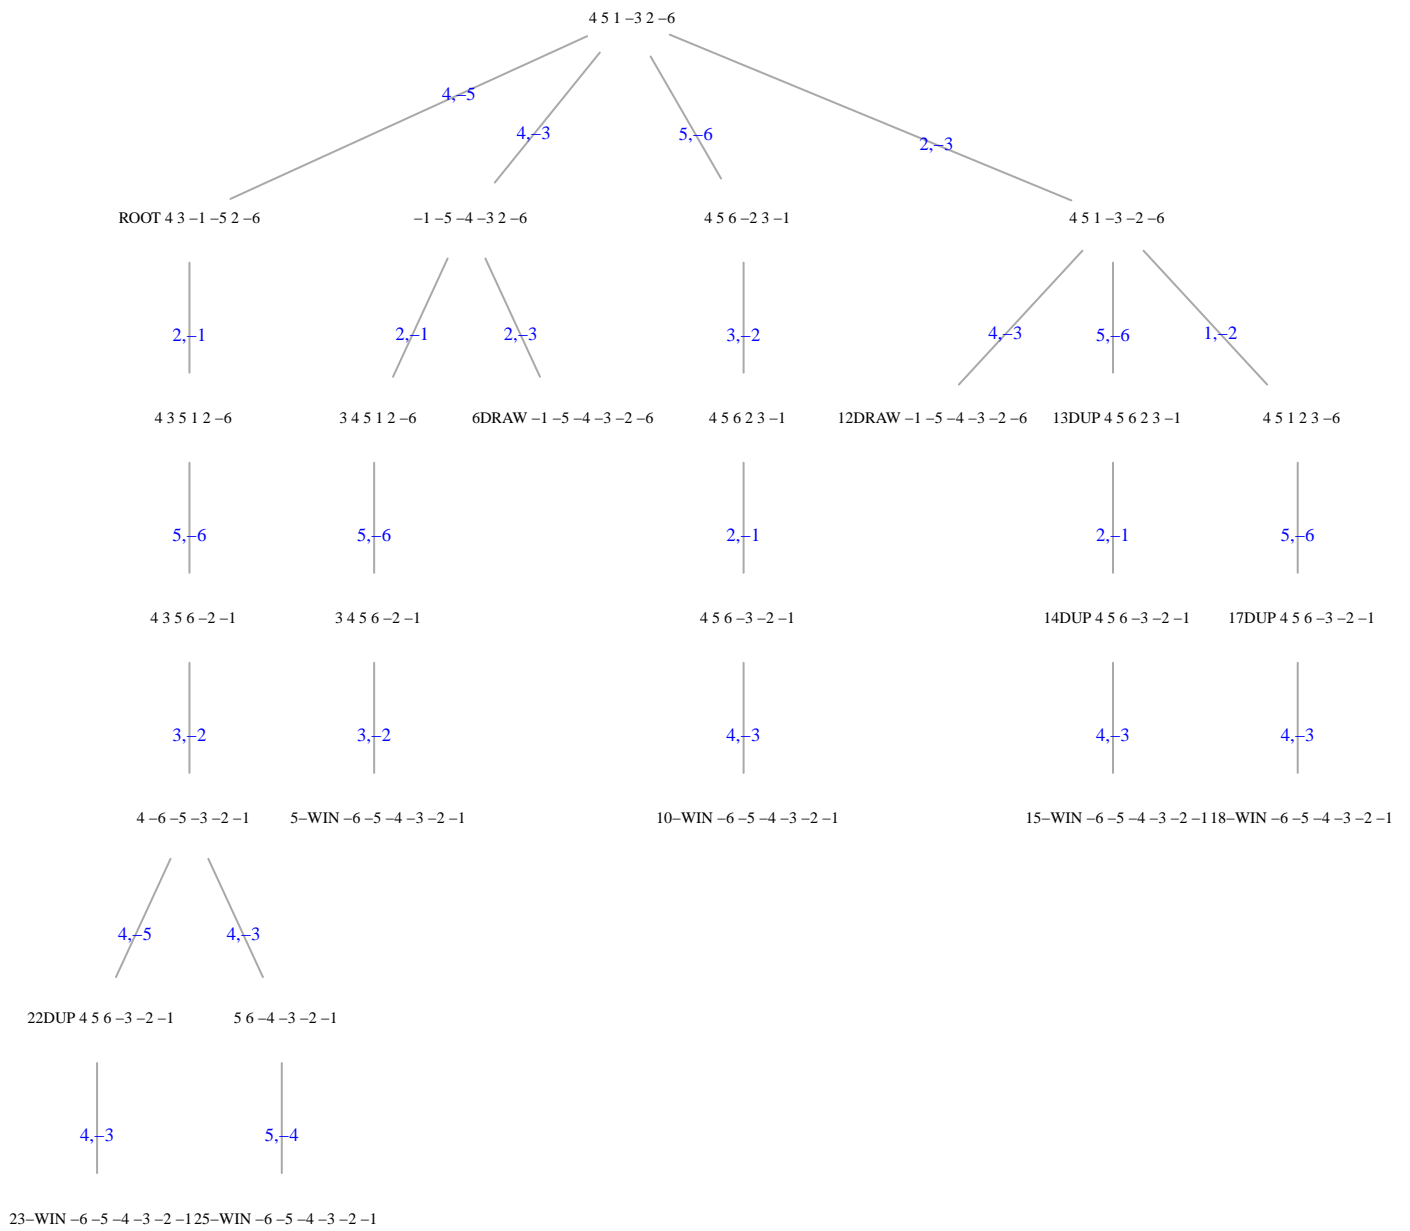 4 5 1 –3 2 –6
4,–5
4,–3
5,–6
2,–3
ROOT 4 3 –1 –5 2 –6
–1 –5 –4 –3 2 –6
4 5 6 –2 3 –1
4 5 1 –3 –2 –6
2,–1
2,–1
2,–3
3,–2
4,–3
5,–6
1,–2
4 3 5 1 2 –6
3 4 5 1 2 –6
6DRAW –1 –5 –4 –3 –2 –6
4 5 6 2 3 –1
12DRAW –1 –5 –4 –3 –2 –6
13DUP 4 5 6 2 3 –1
4 5 1 2 3 –6
5,–6
5,–6
2,–1
2,–1
5,–6
4 3 5 6 –2 –1
3 4 5 6 –2 –1
4 5 6 –3 –2 –1
14DUP 4 5 6 –3 –2 –1
17DUP 4 5 6 –3 –2 –1
3,–2
3,–2
4,–3
4,–3
4,–3
4 –6 –5 –3 –2 –1
5–WIN –6 –5 –4 –3 –2 –1
10–WIN –6 –5 –4 –3 –2 –1
15–WIN –6 –5 –4 –3 –2 –1
18–WIN –6 –5 –4 –3 –2 –1
4,–5
4,–3
22DUP 4 5 6 –3 –2 –1
5 6 –4 –3 –2 –1
4,–3
5,–4
23–WIN –6 –5 –4 –3 –2 –1
25–WIN –6 –5 –4 –3 –2 –1